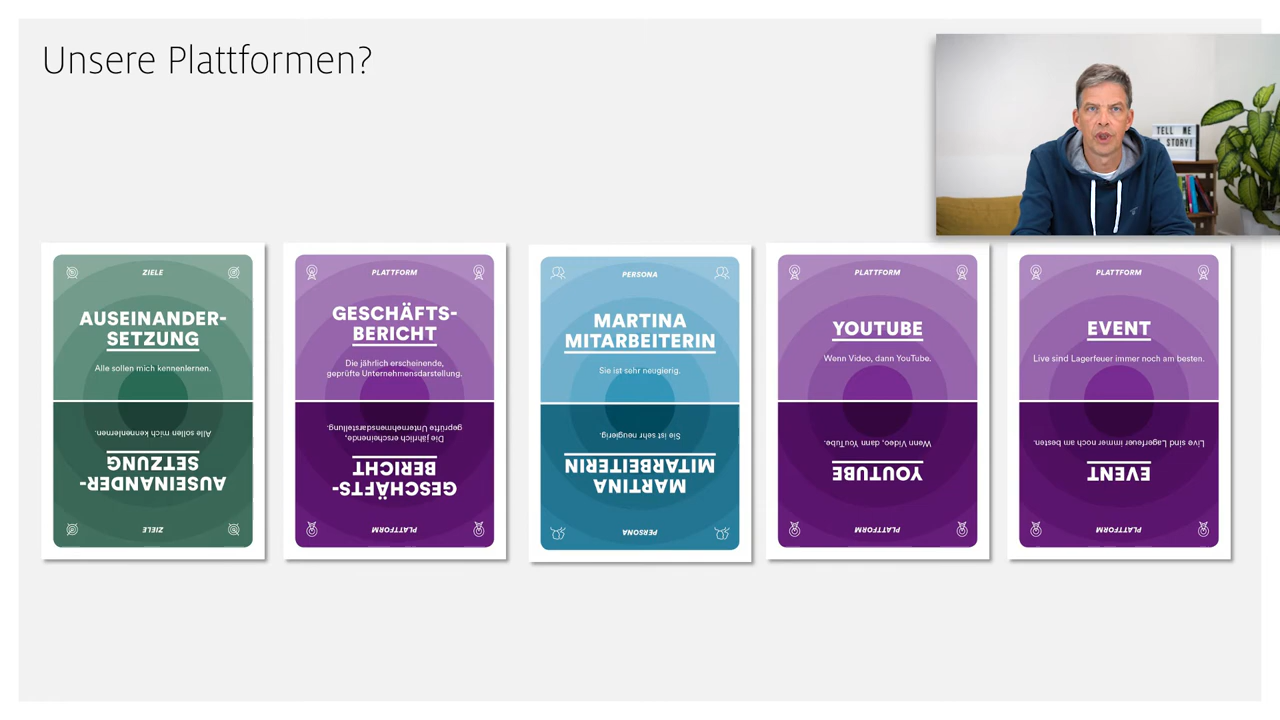 Unsere Plattformen?
TELL ME
A STORY!
ZIELE
AUSEINANDER-
SETZUNG
Alle sollen mich kennenlernen.
Alle sollen mich kennenlernen.
AUSEINANDER-
SETZUNG
ZIELE
PLATTFORM
GESCHÄFTS-
BERICHT
Die jährlich erscheinende,
geprüfte Unternehmensdarstellung.
Die jährlich erscheinende,
geprüfte Unternehmensdarstellung.
GESCHÄFTS-
BERICHT
PLATTFORM
PERSONA
MARTINA
MITARBEITERIN
Sie ist sehr neugierig.
Sie ist sehr neugierig.
MARTINA
MITARBEITERIN
PERSONA
PLATTFORM
YOUTUBE
Wenn Video, dann YouTube.
Wenn Video, dann YouTube.
YOUTUBE
PLATTFORM
PLATTFORM
EVENT
Live sind Lagerfeuer immer noch am besten.
Live sind Lagerfeuer immer noch am besten.
EVENT
PLATTFORM